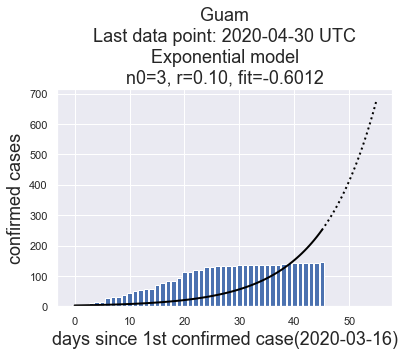 Guam
Last data point: 2020-04-30 UTC
Exponential model
n0=3, r=0.10, fit=-0.6012
700
600
500
400
300
200
100
0
confirmed cases
0 10 20 30 40 50
days since 1st confirmed case(2020-03-16)